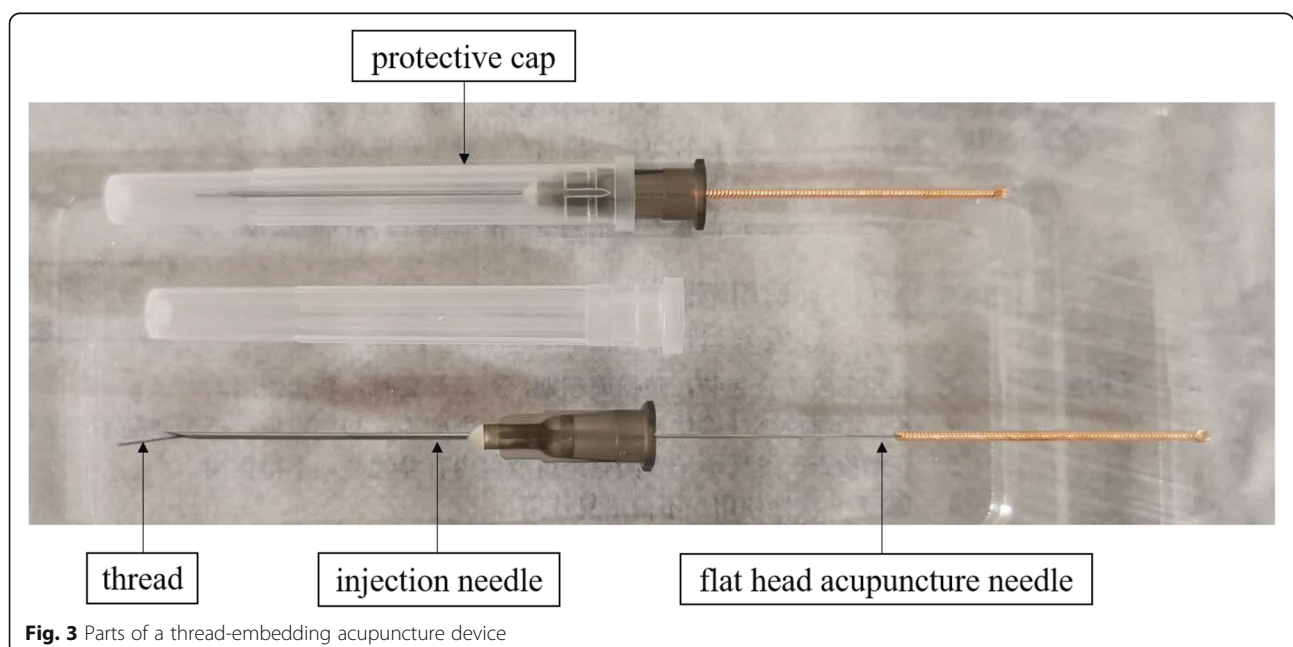 protective cap
thread
injection needle
flat head acupuncture needle
Fig. 3 Parts of a thread-embedding acupuncture device